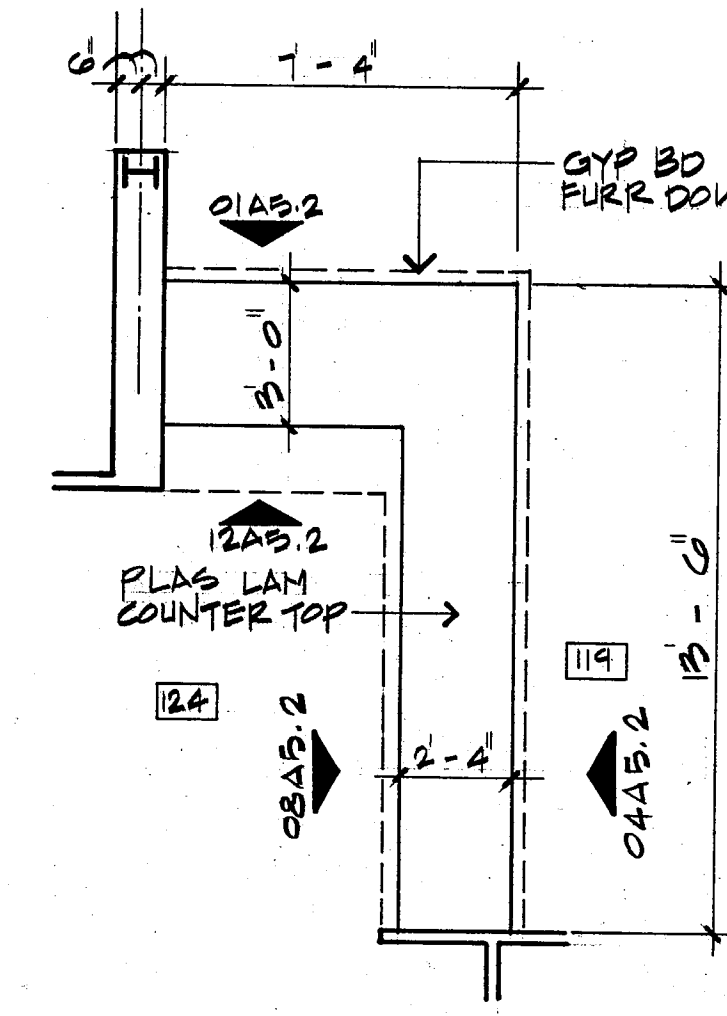 6"
7'-4"
GYP BD
FURR DOW
01A5.2
3'-0"
12A5.2
PLAS LAM
COUNTER TOP
13'-6"
119
124
08A5.2
2'-4"
04A5.2